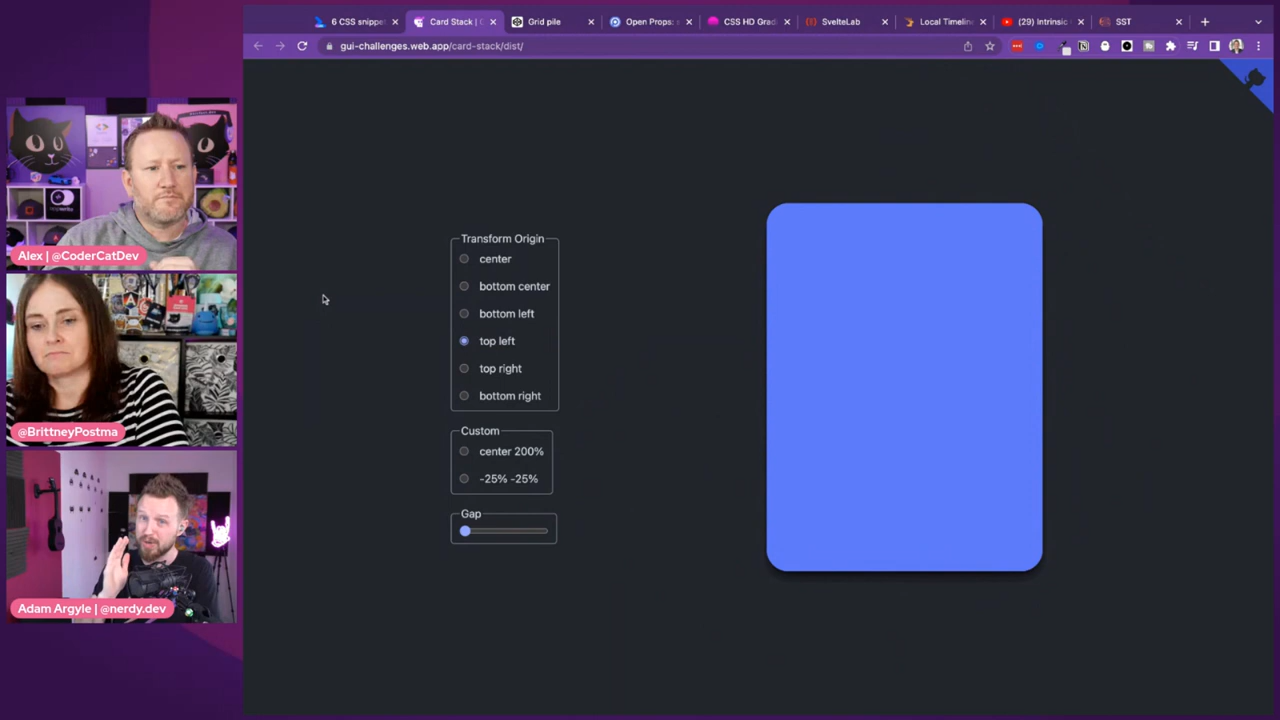 6 CSS snippet
Card Stack | C
Grid pile
Open Props: s
CSS HD Grad
SvelteLab
Local Timeline
(29) Intrinsic
SST
gui-challenges.web.app/card-stack/dist/
Alex | @CoderCatDev
@BrittneyPostma
Adam Argyle | @nerdy.dev
Transform Origin
center
bottom center
bottom left
top left
top right
bottom right
Custom
center 200%
-25% -25%
Gap